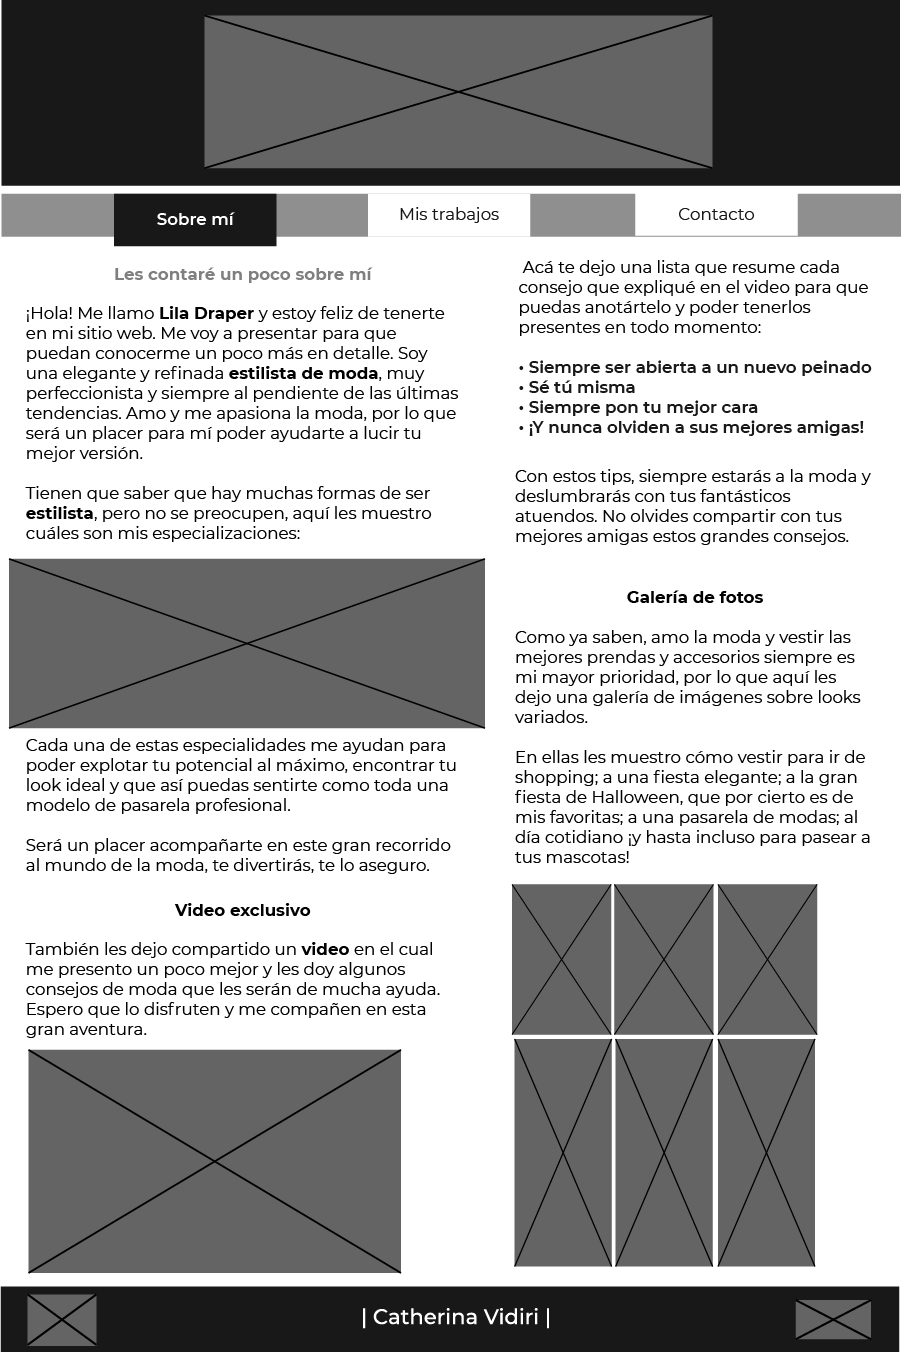 Sobre mí
Mis trabajos
Contacto
Les contaré un poco sobre mí
¡Hola! Me llamo Lila Draper y estoy feliz de tenerte
en mi sitio web. Me voy a presentar para que
puedan conocerme un poco más en detalle. Soy
una elegante y refinada estilista de moda, muy
perfeccionista y siempre al pendiente de las últimas
tendencias. Amo y me apasiona la moda, por lo que
será un placer para mí poder ayudarte a lucir tu
mejor versión.
Tienen que saber que hay muchas formas de ser
estilista, pero no se preocupen, aquí les muestro
cuáles son mis especializaciones:
Cada una de estas especialidades me ayudan para
poder explotar tu potencial al máximo, encontrar tu
look ideal y que así puedas sentirte como toda una
modelo de pasarela profesional.
Será un placer acompañarte en este gran recorrido
al mundo de la moda, te divertirás, te lo aseguro.
Video exclusivo
También les dejo compartido un video en el cual
me presento un poco mejor y les doy algunos
consejos de moda que les serán de mucha ayuda.
Espero que lo disfruten y me compañen en esta
gran aventura.
Acá te dejo una lista que resume cada
consejo que expliqué en el video para que
puedas anotártelo y poder tenerlos
presentes en todo momento:
• Siempre ser abierta a un nuevo peinado
• Sé tú misma
• Siempre pon tu mejor cara
• ¡Y nunca olviden a sus mejores amigas!
Con estos tips, siempre estarás a la moda y
deslumbrarás con tus fantásticos
atuendos. No olvides compartir con tus
mejores amigas estos grandes consejos.
Galería de fotos
Como ya saben, amo la moda y vestir las
mejores prendas y accesorios siempre es
mi mayor prioridad, por lo que aquí les
dejo una galería de imágenes sobre looks
variados.
En ellas les muestro cómo vestir para ir de
shopping; a una fiesta elegante; a la gran
fiesta de Halloween, que por cierto es de
mis favoritas; a una pasarela de modas; al
día cotidiano ¡y hasta incluso para pasear a
tus mascotas!
| Catherina Vidiri |